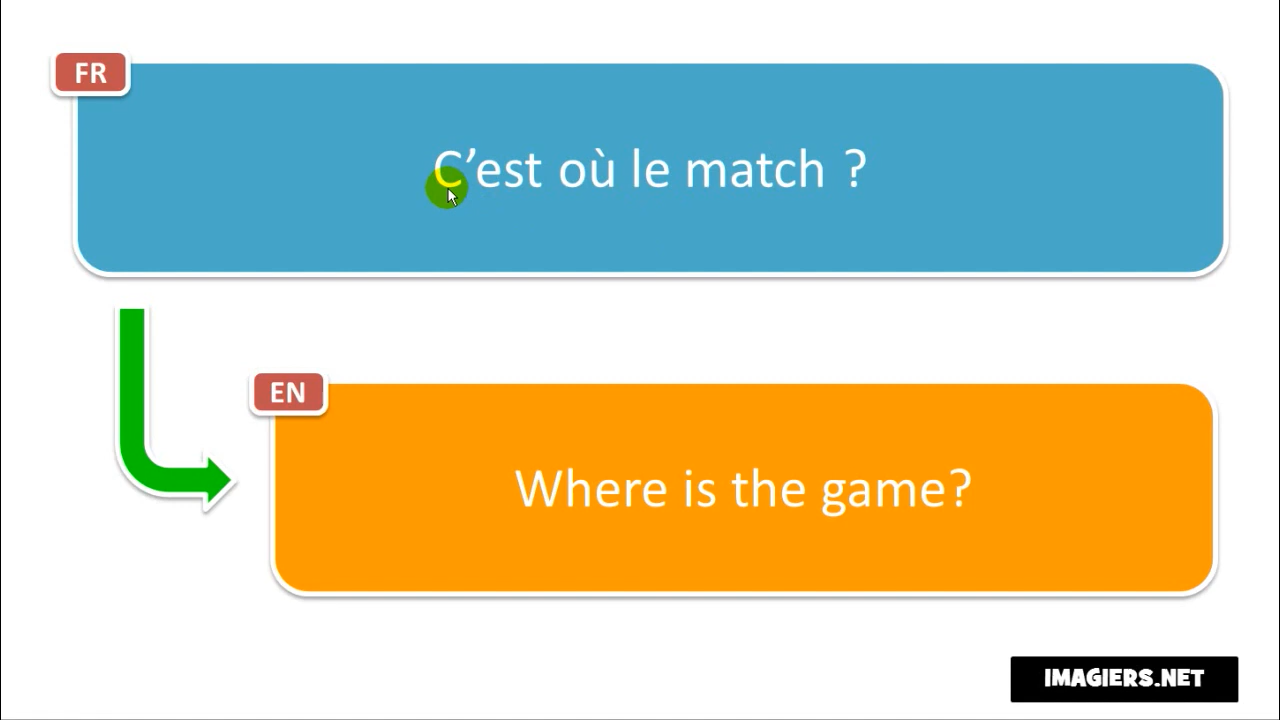 FR
C’est où le match ?
EN
Where is the game?
IMAGIERS.NET